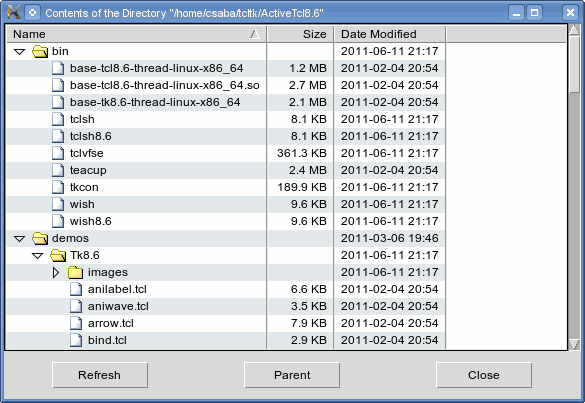 Contents of the Directory "/home/csaba/tcltk/ActiveTcl8.6"
Name Size Date Modified
bin 2011-06-11 21:17
base-tcl8.6-thread-linux-x86_64 1.2 MB 2011-02-04 20:54
base-tcl8.6-thread-linux-x86_64.so 2.7 MB 2011-02-04 20:54
base-tk8.6-thread-linux-x86_64 2.1 MB 2011-02-04 20:54
tclsh 8.1 KB 2011-06-11 21:17
tclsh8.6 8.1 KB 2011-06-11 21:17
tclvfse 361.3 KB 2011-06-11 21:17
teacup 2.4 MB 2011-02-04 20:54
tkcon 189.9 KB 2011-06-11 21:17
wish 9.6 KB 2011-06-11 21:17
wish8.6 9.6 KB 2011-06-11 21:17
demos 2011-03-06 19:46
Tk8.6 2011-06-11 21:17
images 2011-06-11 21:17
anilabel.tcl 6.6 KB 2011-02-04 20:54
aniwave.tcl 3.5 KB 2011-02-04 20:54
arrow.tcl 7.9 KB 2011-02-04 20:54
bind.tcl 2.9 KB 2011-02-04 20:54
Refresh Parent Close